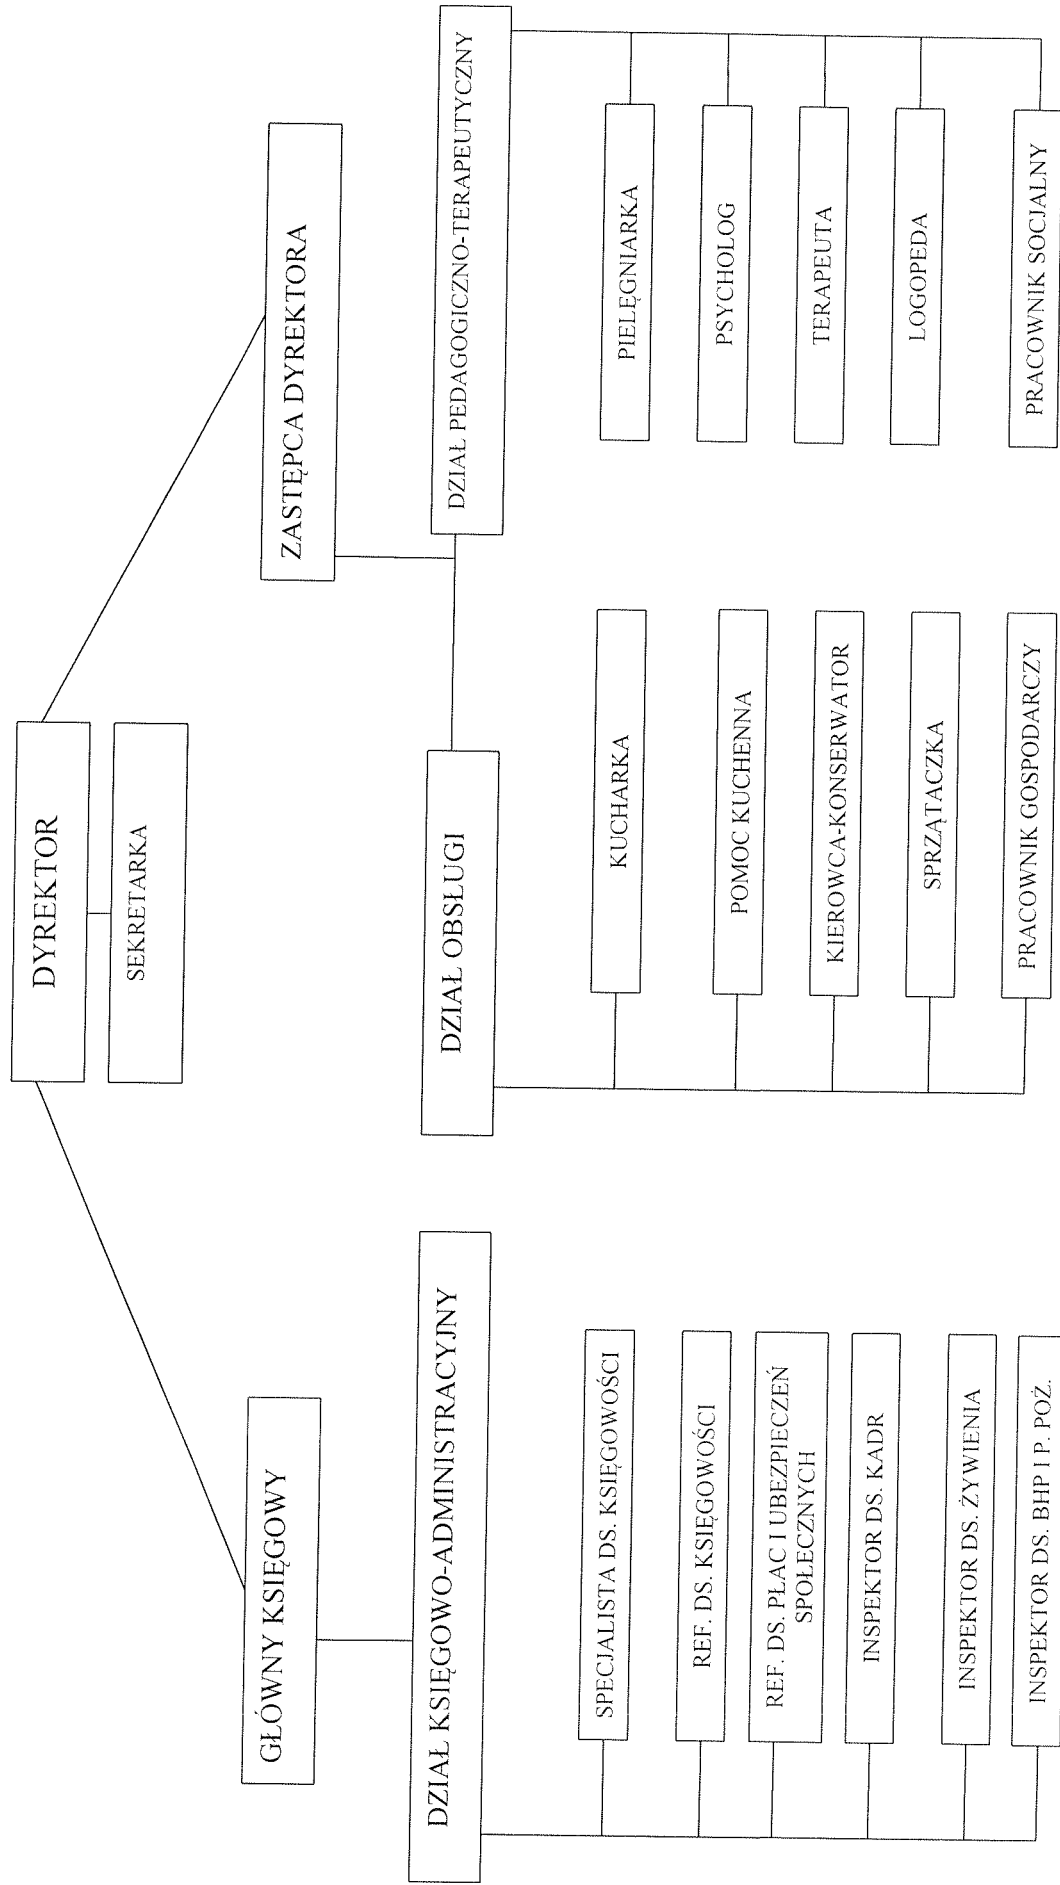 DYREKTOR
SEKRETARKA
GŁÓWNY KSIĘGOWY
ZASTĘPCA DYREKTORA
DZIAŁ KSIĘGOWO-ADMINISTRACYJNY
DZIAŁ OBSŁUGI
DZIAŁ PEDAGOGICZNO-TERAPEUTYCZNY
SPECJALISTA DS. KSIĘGOWOŚCI
REF. DS. KSIĘGOWOŚCI
REF. DS. PŁAC I UBEZPIECZEŃ
SPOŁECZNYCH
INSPEKTOR DS. KADR
INSPEKTOR DS. ŻYWIENIA
INSPEKTOR DS. BHP I P. POŻ.
KUCHARKA
POMOC KUCHENNA
KIEROWCA-KONSERWATOR
SPRZĄTACZKA
PRACOWNIK GOSPODARCZY
PIELĘGNIARKA
PSYCHOLOG
TERAPEUTA
LOGOPEDA
PRACOWNIK SOCJALNY